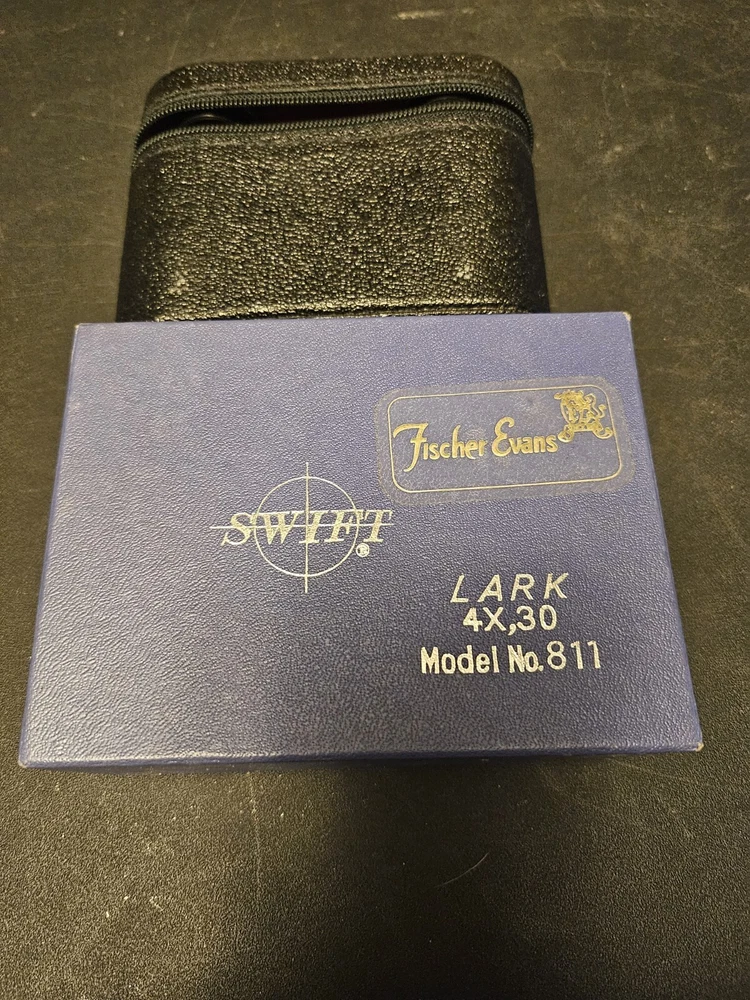 Fischer Evans
SWIFT®
LARK
4X,30
Model No.811